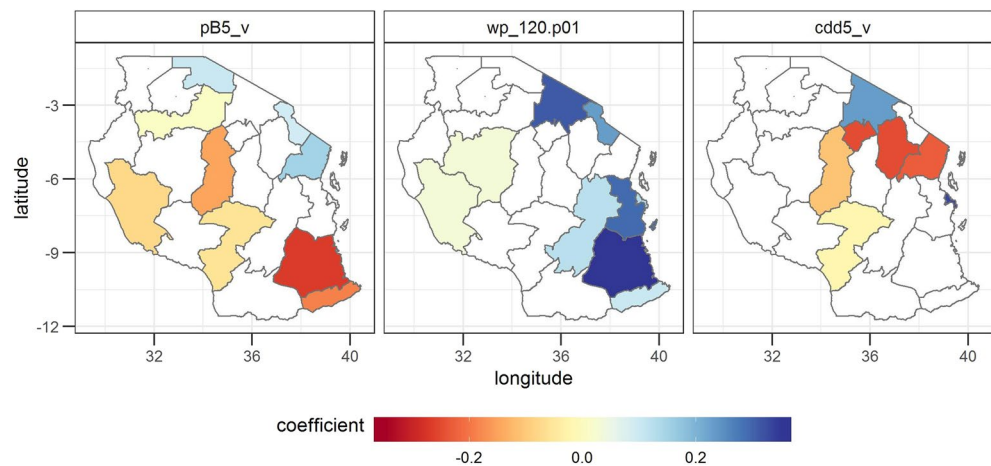 pB5_v wp_120.p01 cdd5_v
latitude
-3
-6
-9
-12
32 36 40 32 36 40 32 36 40
longitude
coefficient
-0.2 0.0 0.2